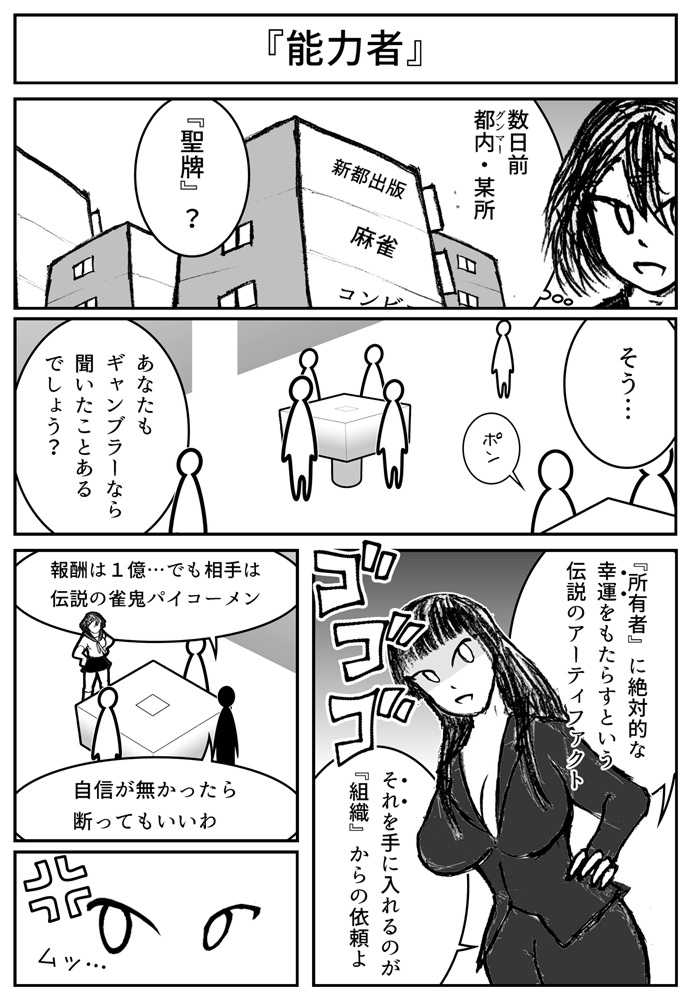 『能力者』
数日前
都内・某所
グンマー
『聖牌』?
新都出版
麻雀
コンビ
そう…
ポン
あなたも
ギャンブラーなら
聞いたことある
でしょう?
『所有者』に絶対的な
幸運をもたらすという
伝説のアーティファクト
ゴゴゴ
それを手に入れるのが
『組織』からの依頼よ
報酬は1億…でも相手は
伝説の雀鬼パイコーメン
自信が無かったら
断ってもいいわ
ムッ…